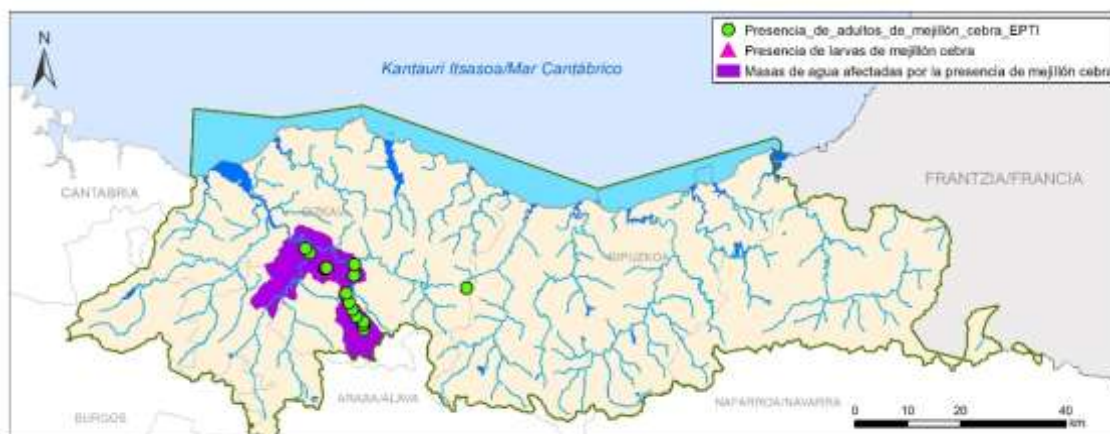 Presencia_de_adultos_de_mejillón_cebra_EPTI
Presencia de larvas de mejillón cebra
Masas de agua afectadas por la presencia de mejillón cebra
N
Kantauri Itsasoa/Mar Cantábrico
CANTABRIA
FRANTZIA/FRANCIA
BIZKAIA
GIPUZKOA
ARABA/ALAVA
NAFARROA/NAVARRA
BURGOS
0 10 20 40
km